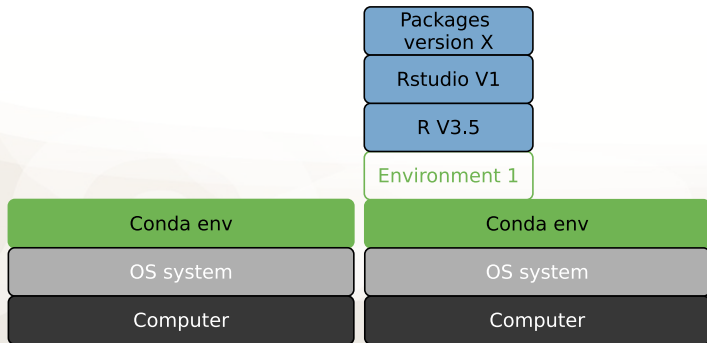 Packages
version X
Rstudio V1
R V3.5
Environment 1
Conda env
Conda env
OS system
OS system
Computer
Computer